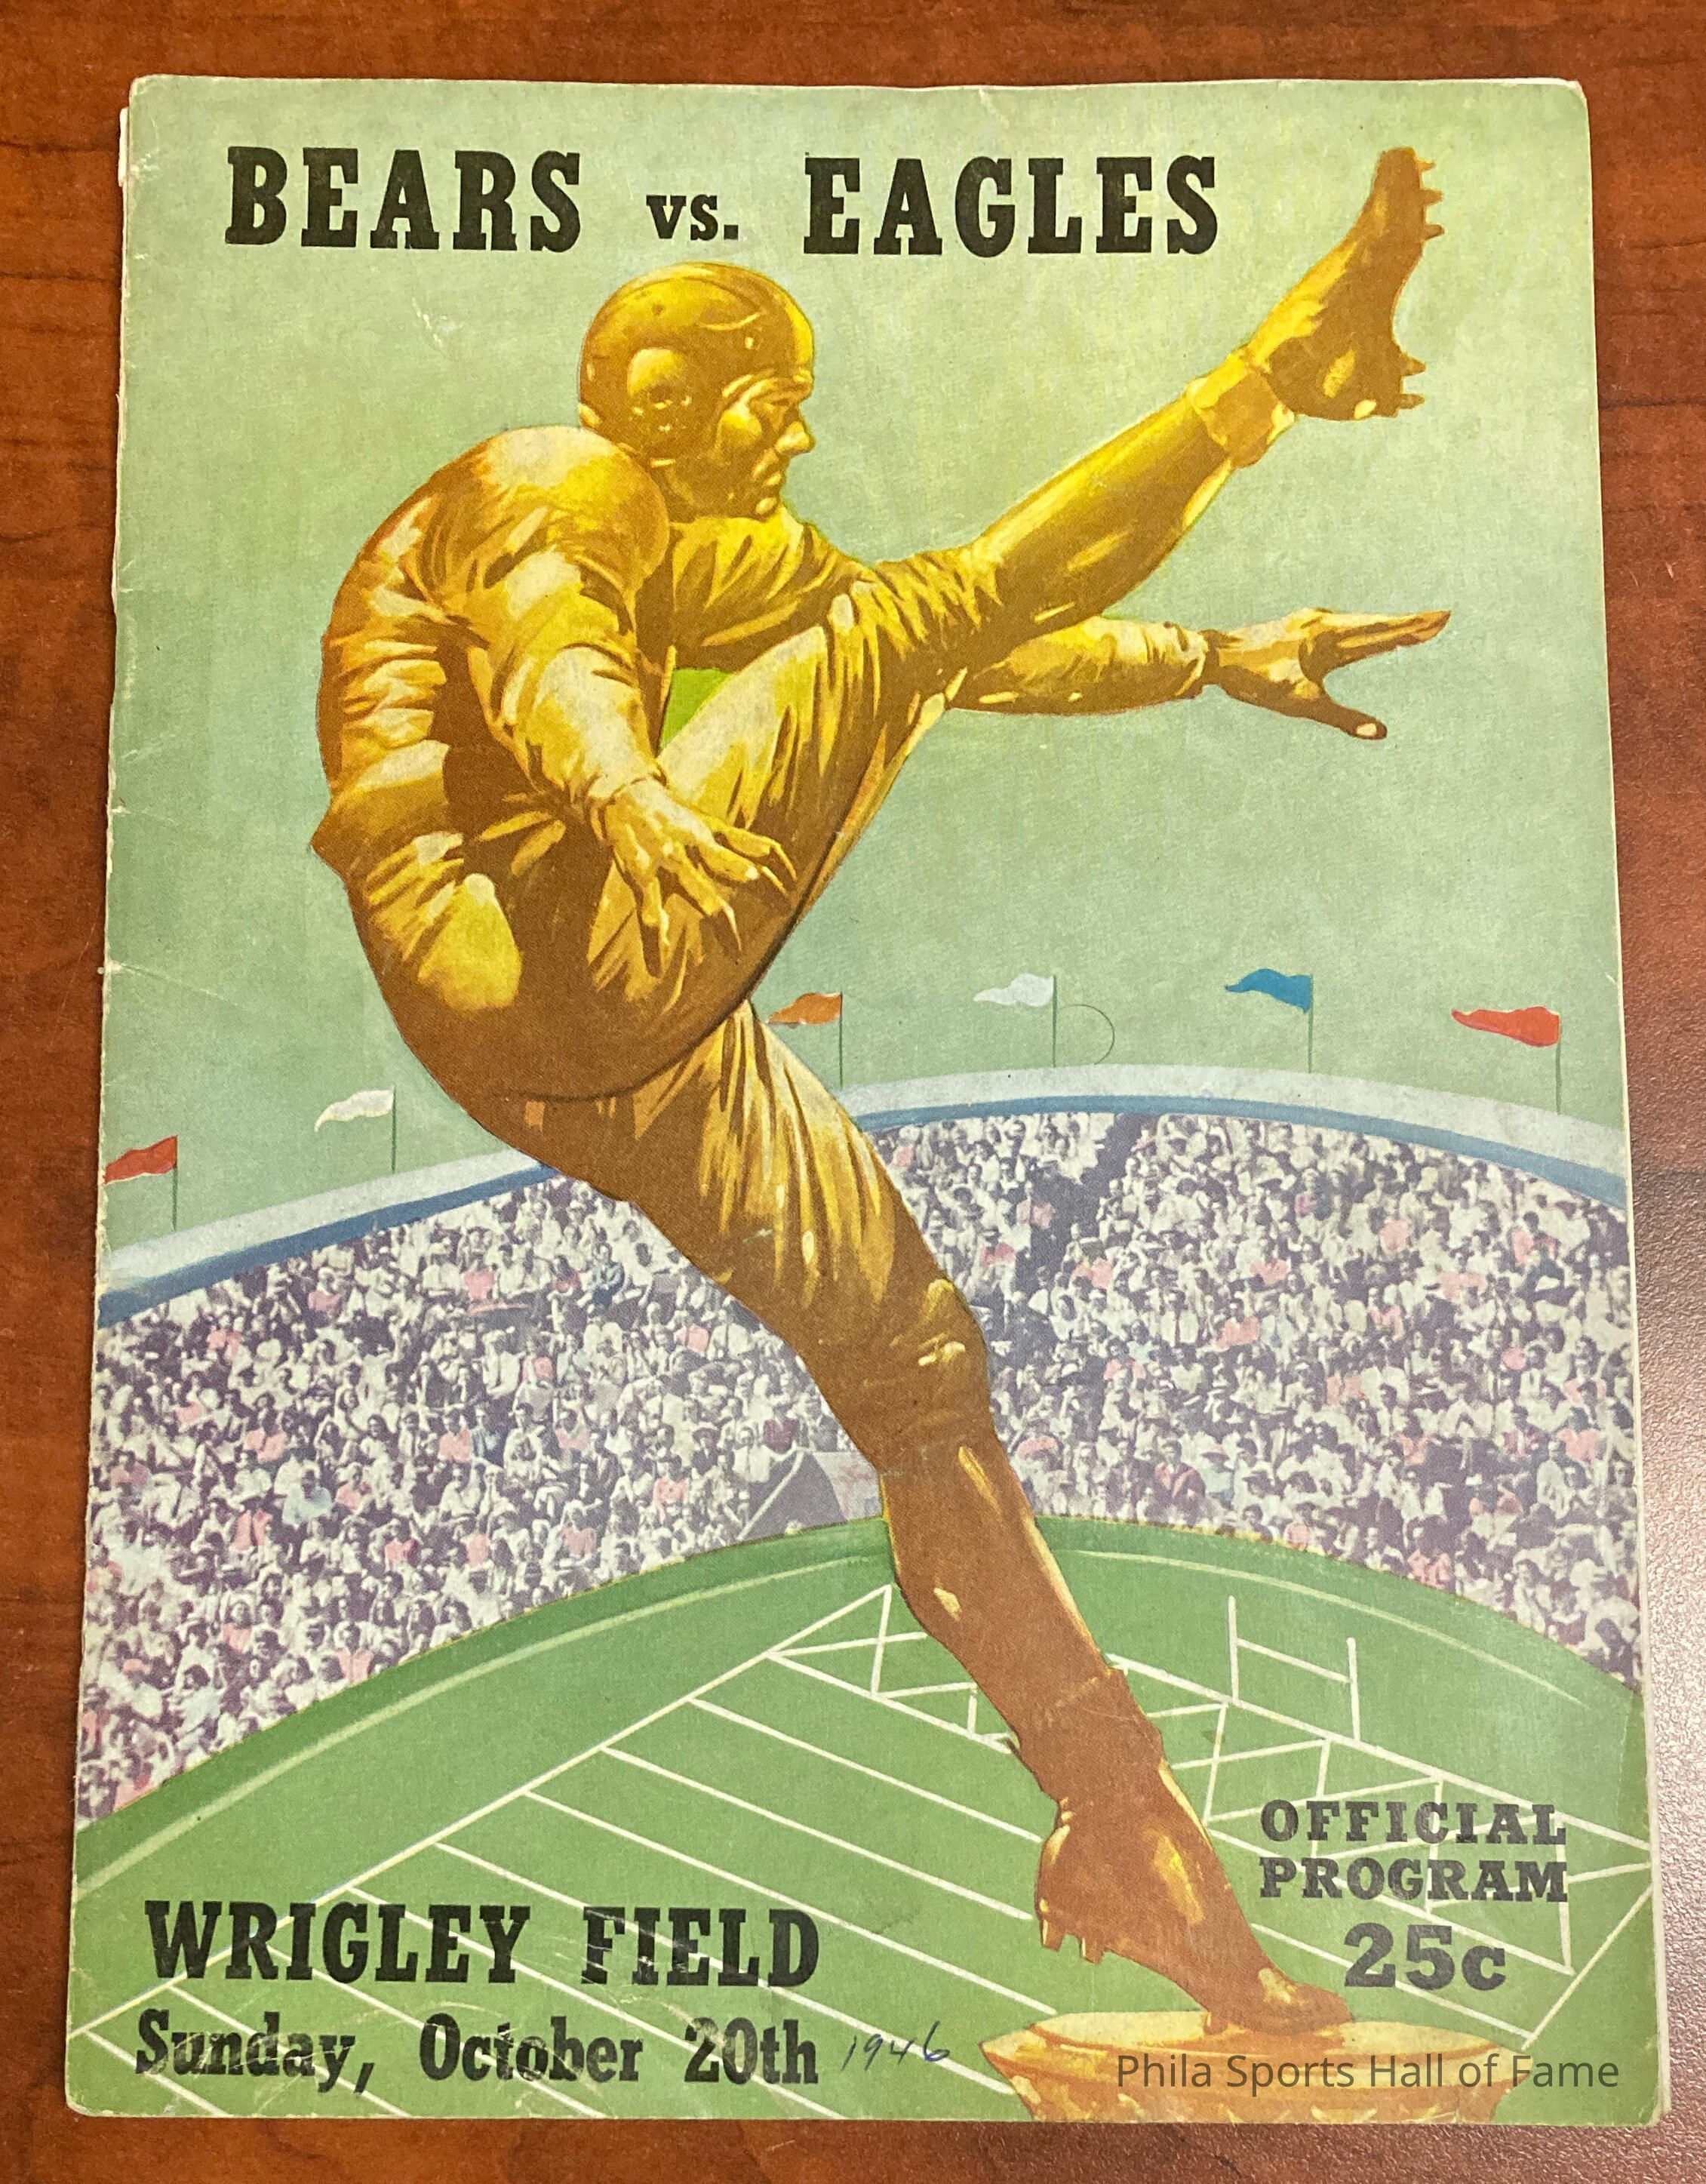 BEARS vs. EAGLES
OFFICIAL
PROGRAM
25c
WRIGLEY FIELD
Sunday, October 20th 1946
Phila Sports Hall of Fame